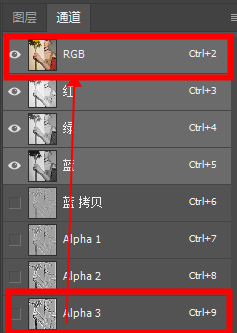 图层 通道
RGB Ctrl+2
红 Ctrl+3
绿 Ctrl+4
蓝 Ctrl+5
蓝 拷贝 Ctrl+6
Alpha 1 Ctrl+7
Alpha 2 Ctrl+8
Alpha 3 Ctrl+9